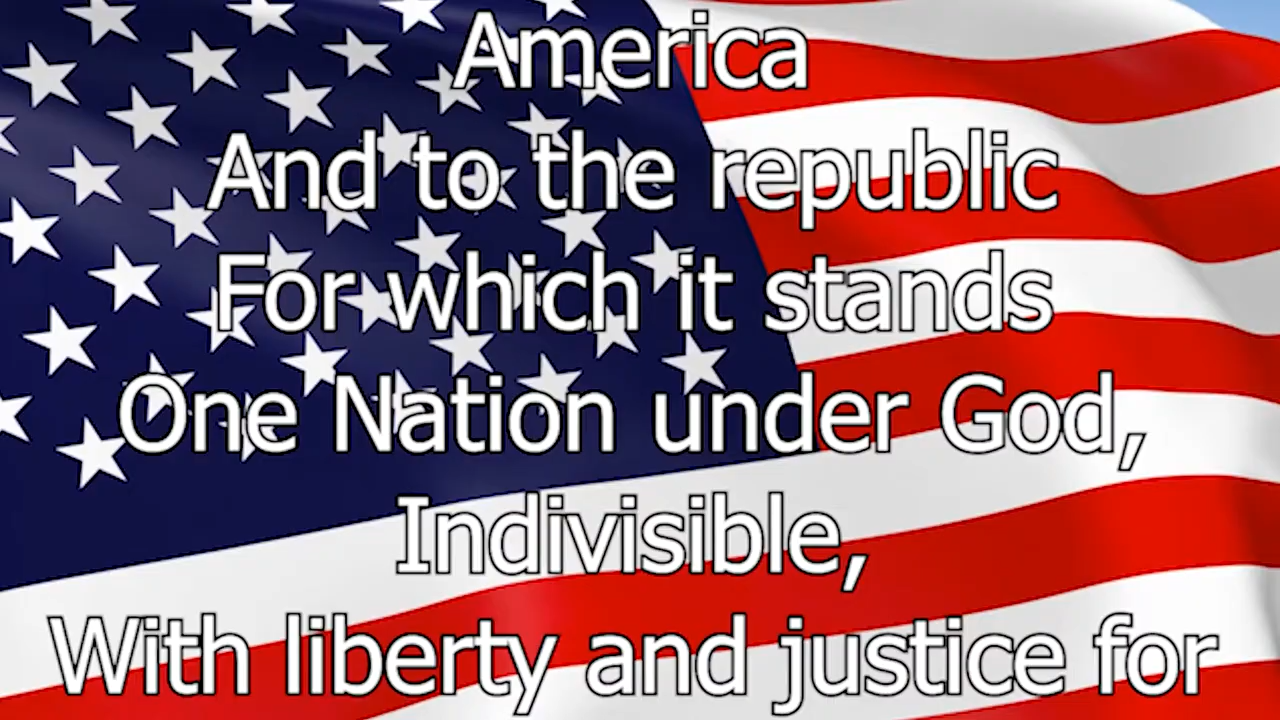 America
And to the republic
For which it stands
One Nation under God,
Indivisible,
With liberty and justice for